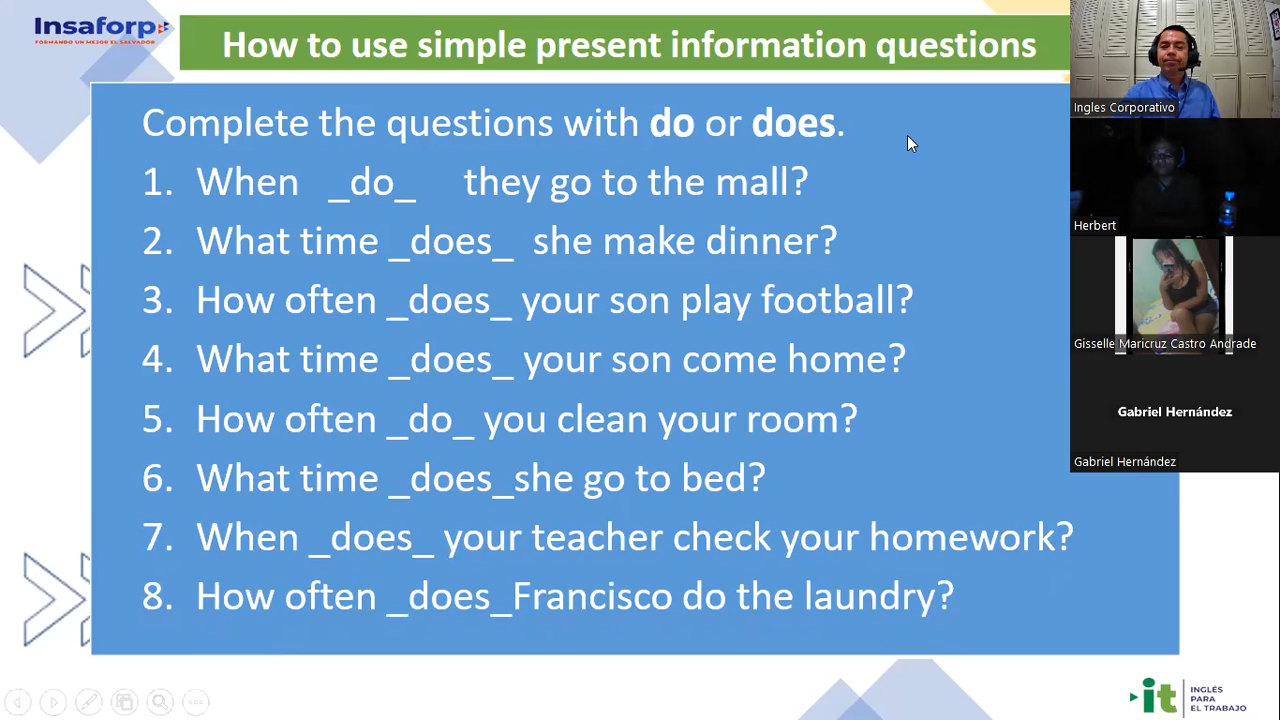 Insaforp
FORMANDO UN MEJOR EL SALVADOR
How to use simple present information questions
Complete the questions with do or does.
1. When _do_ they go to the mall?
2. What time _does_ she make dinner?
3. How often _does_ your son play football?
4. What time _does_ your son come home?
5. How often _do_ you clean your room?
6. What time _does_she go to bed?
7. When _does_ your teacher check your homework?
8. How often _does_Francisco do the laundry?
Ingles Corporativo
Herbert
Gisselle Maricruz Castro Andrade
Gabriel Hernández
Gabriel Hernández
it
INGLÉS
PARA
EL TRABAJO